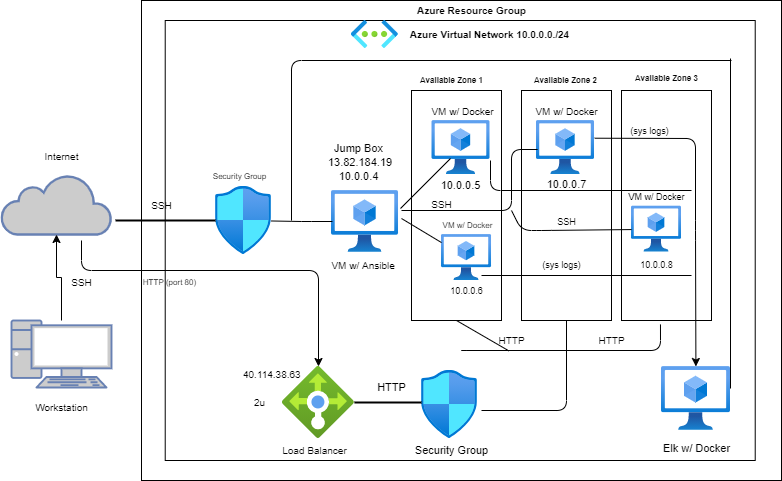 Azure Resource Group
Azure Virtual Network 10.0.0.0./24
Available Zone 1
Available Zone 2
Available Zone 3
VM w/ Docker
VM w/ Docker
(sys logs)
Internet
Jump Box
13.82.184.19
10.0.0.4
Security Group
10.0.0.5
10.0.0.7
VM w/ Docker
SSH
SSH
VM w/ Docker
SSH
VM w/ Ansible
(sys logs)
10.0.0.8
SSH
HTTP (port 80)
10.0.0.6
HTTP
HTTP
40.114.38.63
HTTP
2u
Workstation
Load Balancer
Security Group
Elk w/ Docker